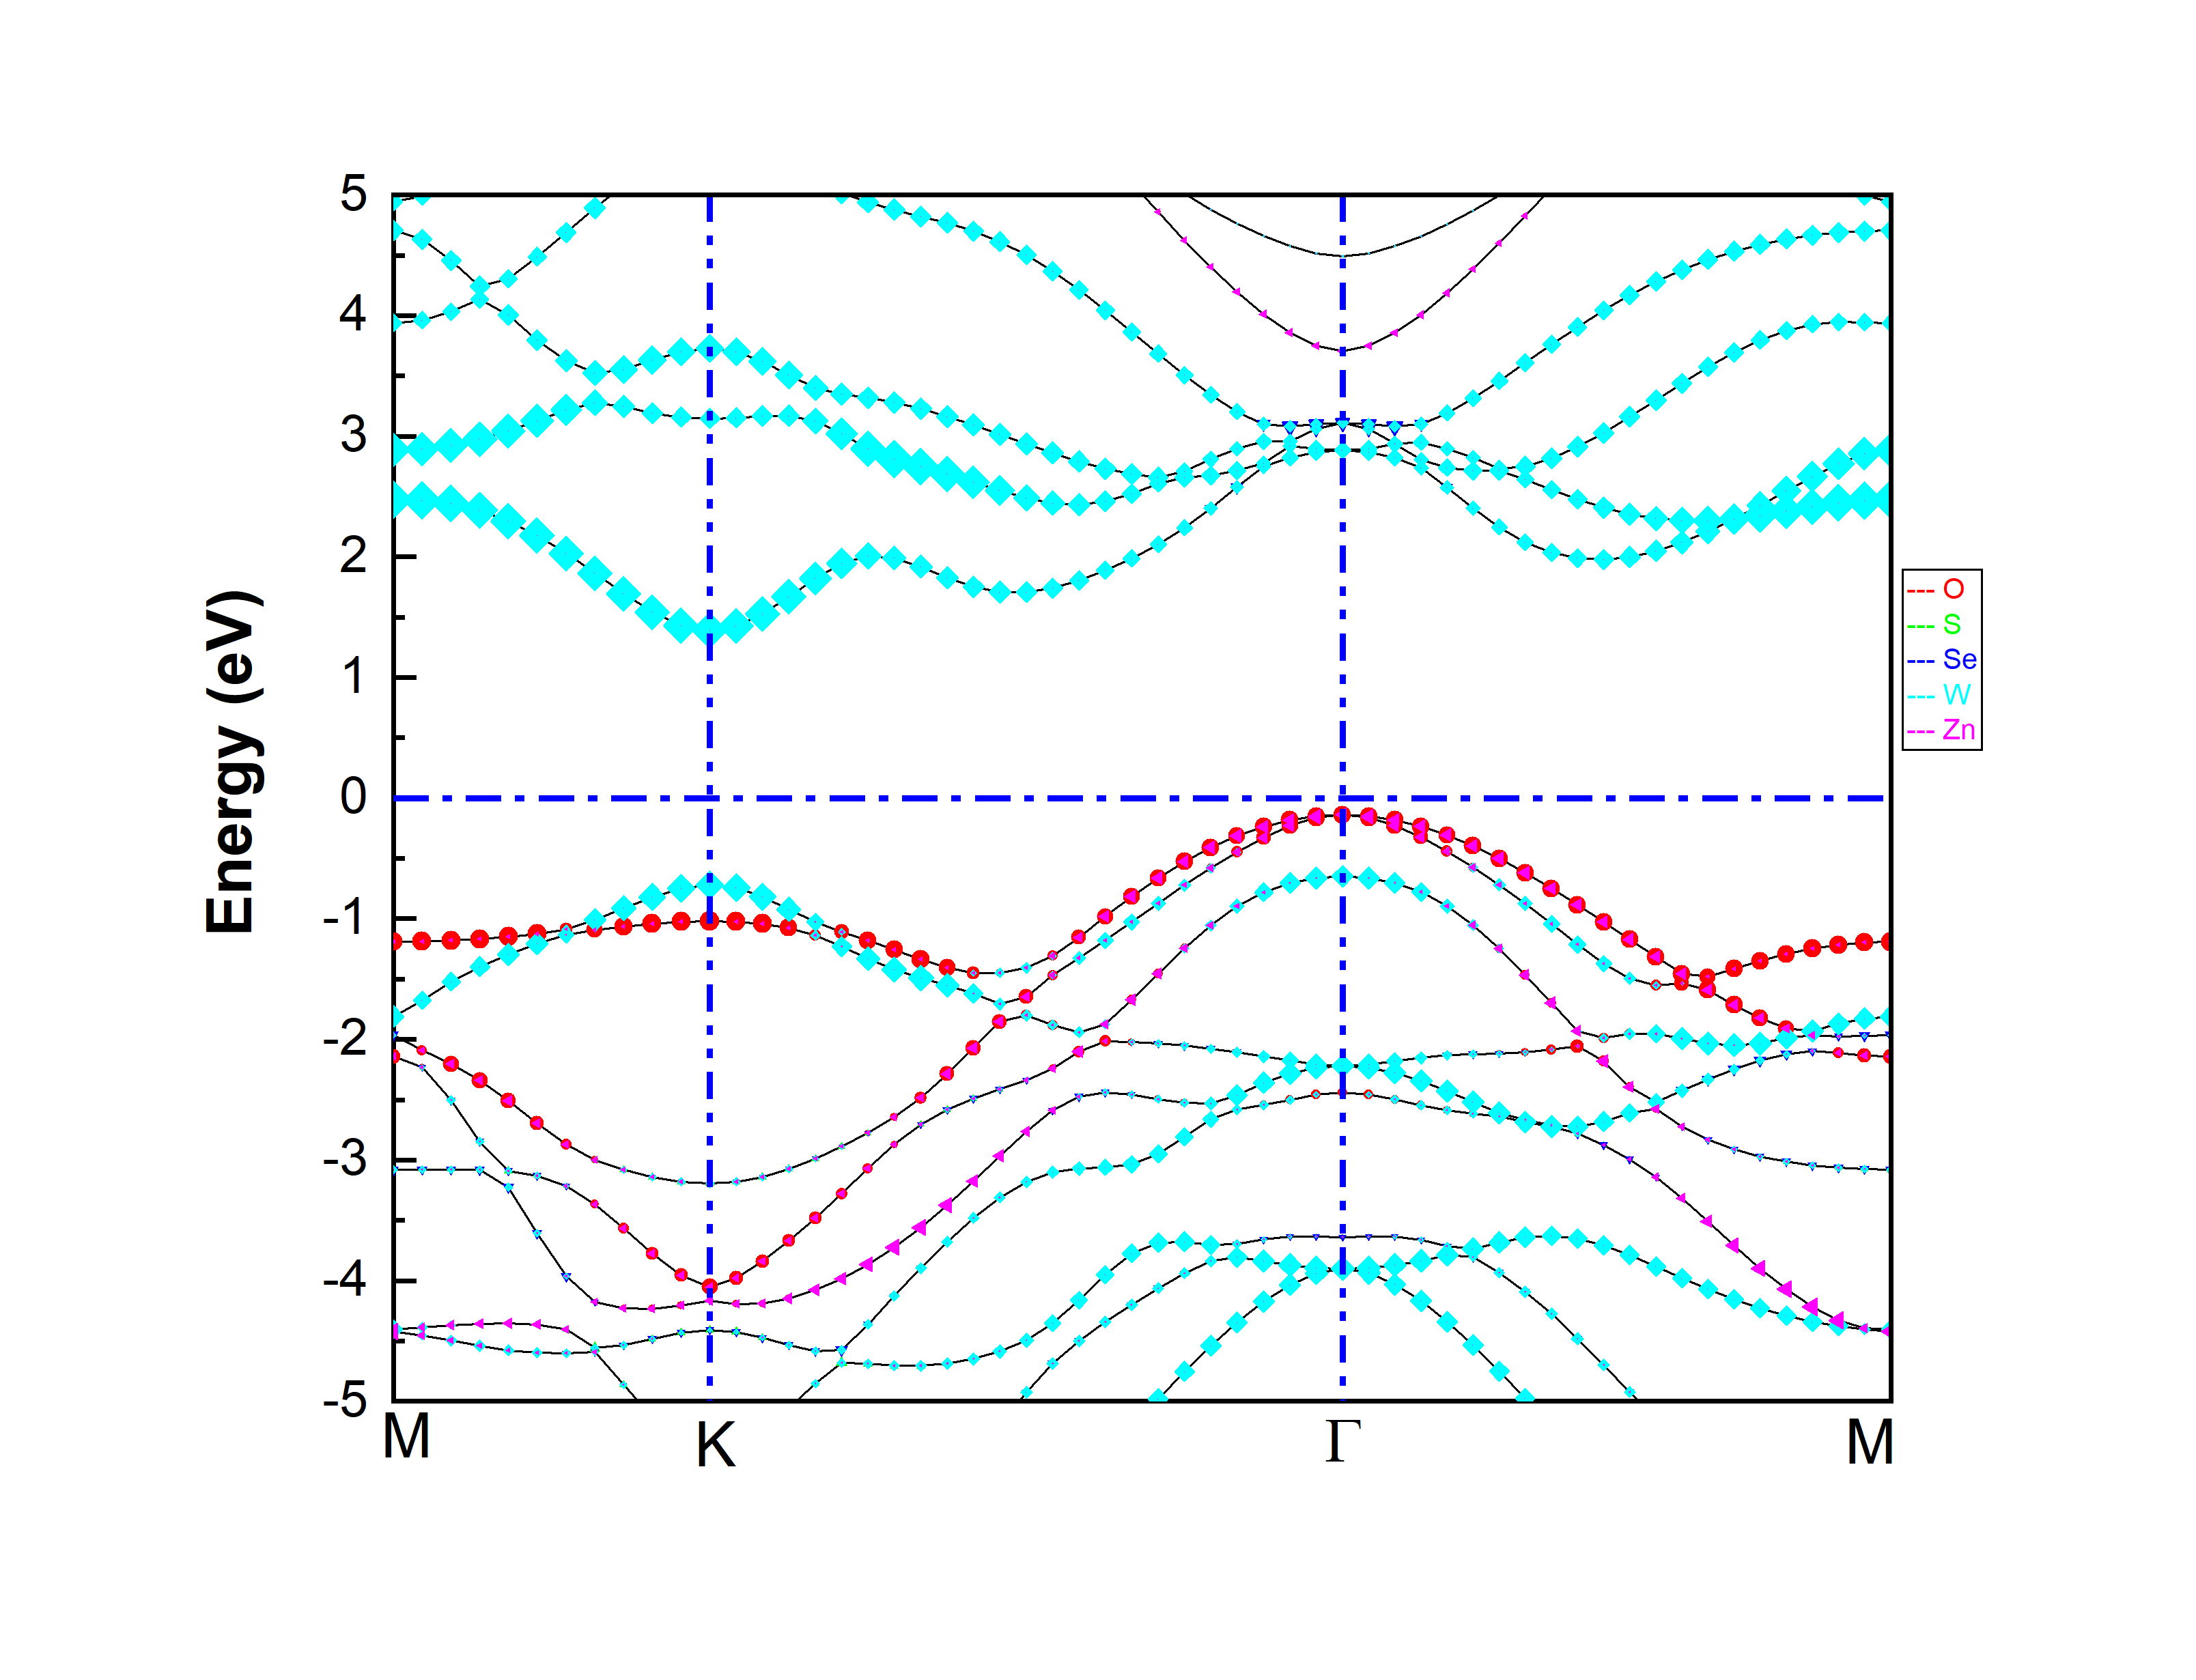 Energy (eV)
5
4
3
2
1
0
-1
-2
-3
-4
-5
M K Γ M
--- O
--- S
--- Se
--- W
--- Zn